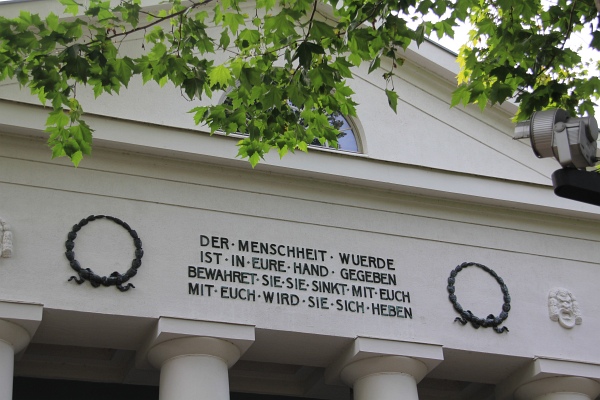 DER·MENSCHHEIT·WUERDE
IST·IN·EURE·HAND·GEGEBEN
BEWAHRET·SIE·SIE·SINKT·MIT·EUCH
MIT·EUCH·WIRD·SIE·SICH·HEBEN